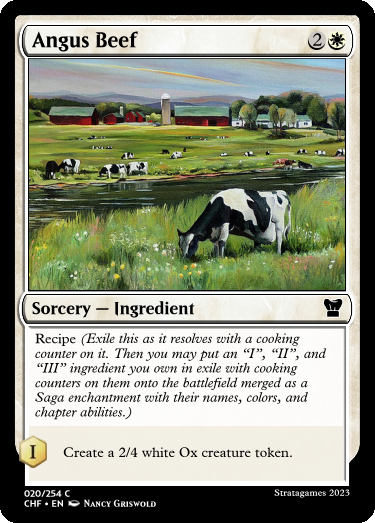 Angus Beef 2
Sorcery — Ingredient
Recipe (Exile this as it resolves with a cooking
counter on it. Then you may put an “I”, “II”, and
“III” ingredient you own in exile with cooking
counters on them onto the battlefield merged as a
Saga enchantment with their names, colors, and
chapter abilities.)
I Create a 2/4 white Ox creature token.
020/254 C Stratagames 2023
CHF • EN Nancy Griswold